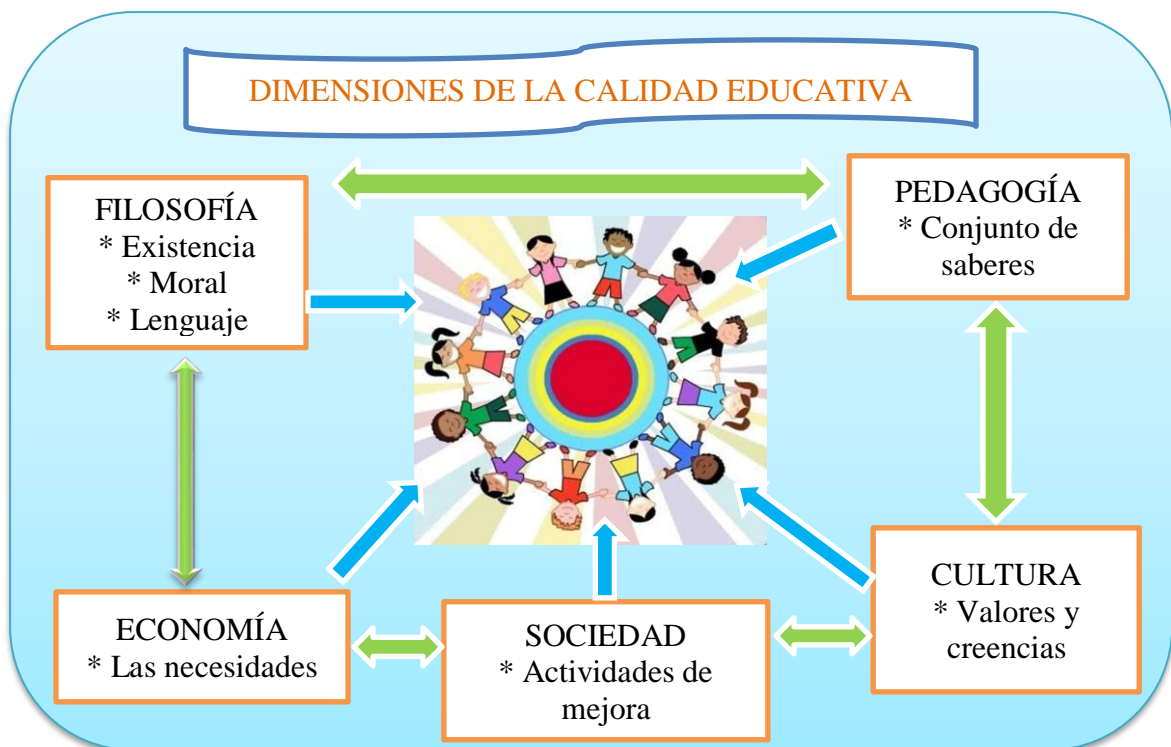 DIMENSIONES DE LA CALIDAD EDUCATIVA
FILOSOFÍA
* Existencia
* Moral
* Lenguaje
PEDAGOGÍA
* Conjunto de
saberes
ECONOMÍA
* Las necesidades
SOCIEDAD
* Actividades de
mejora
CULTURA
* Valores y
creencias